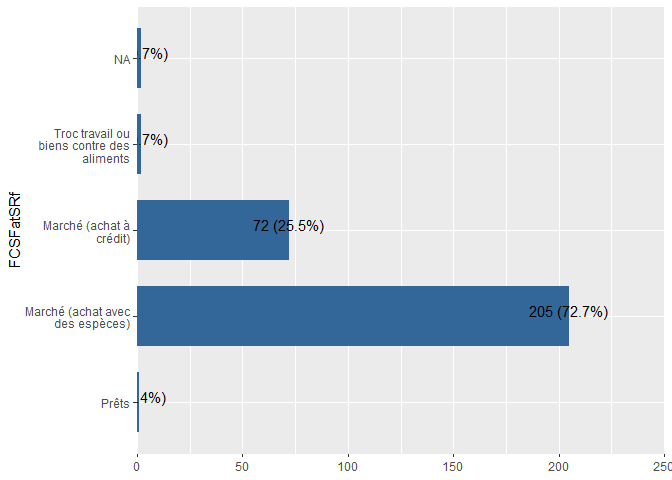 NA
7%)
Troc travail ou
biens contre des
aliments
7%)
Marché (achat à
crédit)
72 (25.5%)
Marché (achat avec
des espèces)
205 (72.7%)
Prêts
4%)
FCSFatSRf
0
50
100
150
200
250